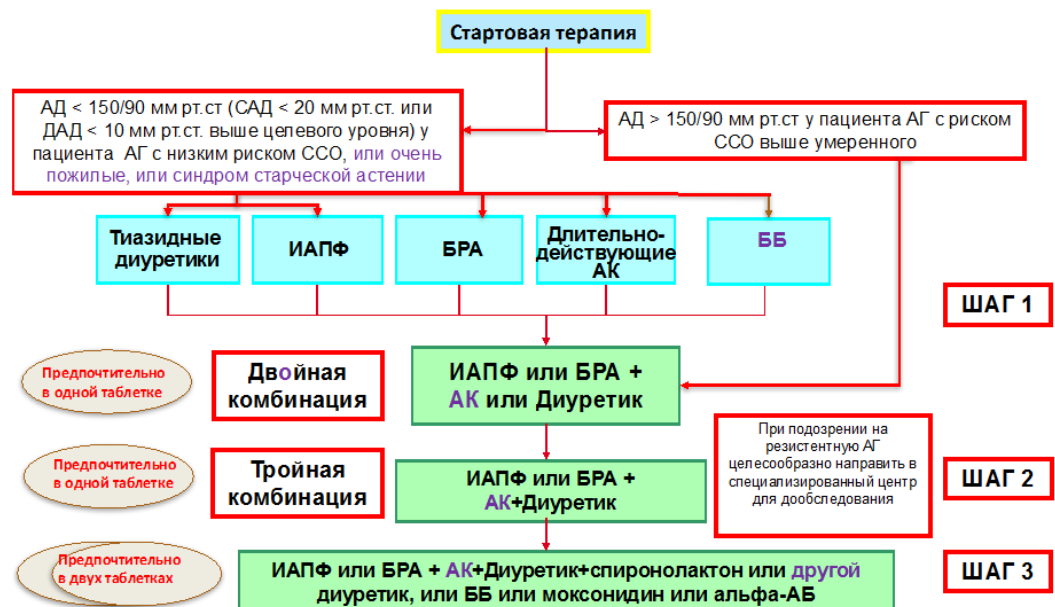 Стартовая терапия
АД < 150/90 мм рт.ст (САД < 20 мм рт.ст. или
ДАД < 10 мм рт.ст. выше целевого уровня) у
пациента АГ с низким риском ССО, или очень
пожилые, или синдром старческой астении
АД > 150/90 мм рт.ст у пациента АГ с риском
ССО выше умеренного
Тиазидные
диуретики
ИАПФ
БРА
Длительно-
действующие
АК
ББ
ШАГ 1
Предпочтительно
в одной таблетке
Двойная
комбинация
ИАПФ или БРА +
АК или Диуретик
Предпочтительно
в одной таблетке
Тройная
комбинация
ИАПФ или БРА +
АК+Диуретик
При подозрении на
резистентную АГ
целесообразно направить в
специализированный центр
для дообследования
ШАГ 2
Предпочтительно
в двух таблетках
ИАПФ или БРА + АК+Диуретик+спиронолактон или другой
диуретик, или ББ или моксонидин или альфа-АБ
ШАГ 3